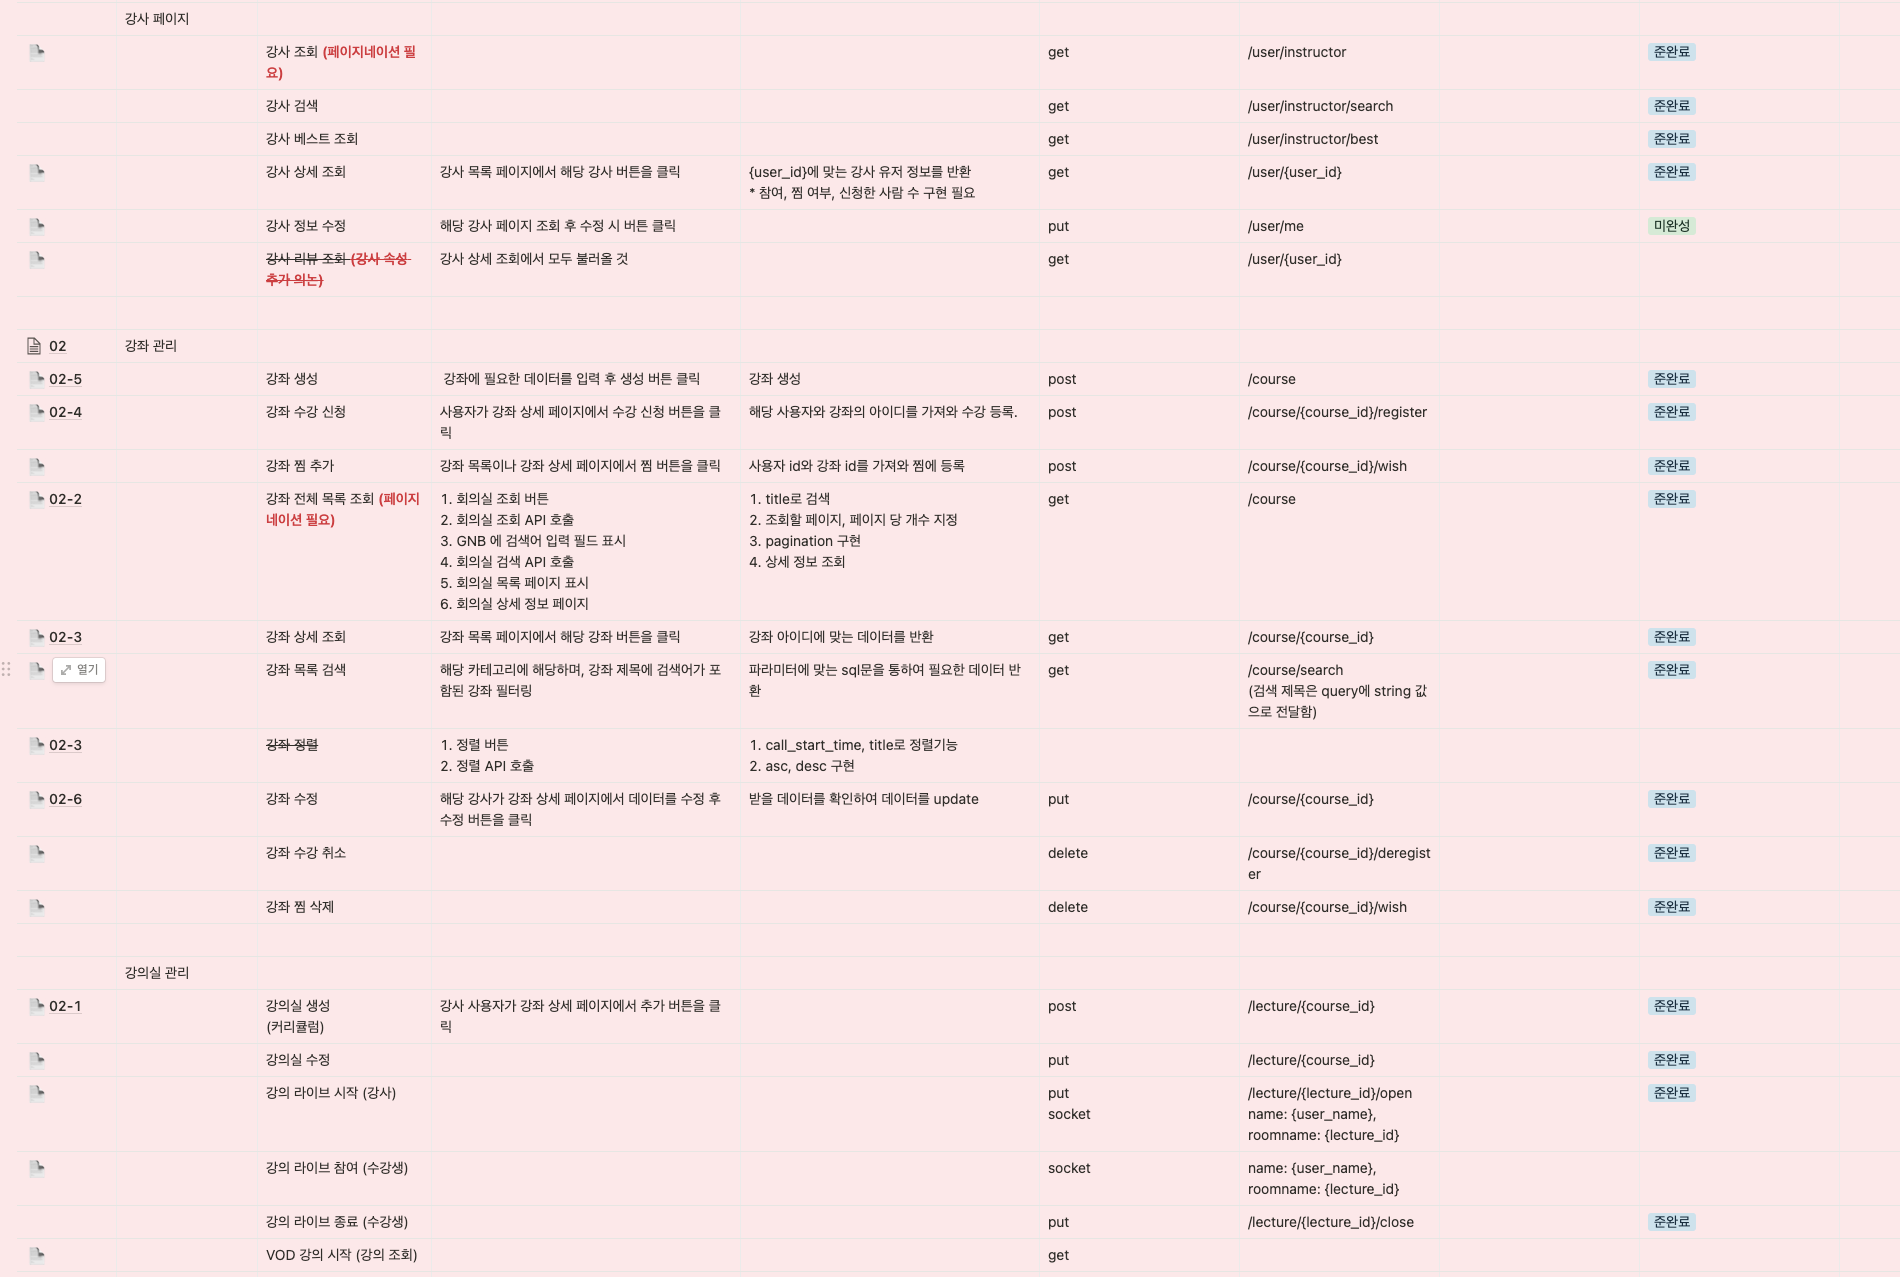 강사 페이지
강사 조회 (페이지네이션 필 get /user/instructor 준완료
요)
강사 검색 get /user/instructor/search 준완료
강사 베스트 조회 get /user/instructor/best 준완료
강사 상세 조회 강사 목록 페이지에서 해당 강사 버튼을 클릭 {user_id}에 맞는 강사 유저 정보를 반환 get /user/{user_id} 준완료
* 참여, 찜 여부, 신청한 사람 수 구현 필요
강사 정보 수정 해당 강사 페이지 조회 후 수정 시 버튼 클릭 put /user/me 미완성
강사 리뷰 조회 (강사 속성 강사 상세 조회에서 모두 불러올 것 get /user/{user_id}
추가 의논)
02 강좌 관리
02-5 강좌 생성 강좌에 필요한 데이터를 입력 후 생성 버튼 클릭 강좌 생성 post /course 준완료
02-4 강좌 수강 신청 사용자가 강좌 상세 페이지에서 수강 신청 버튼을 클 해당 사용자와 강좌의 아이디를 가져와 수강 등록. post /course/{course_id}/register 준완료
릭
강좌 찜 추가 강좌 목록이나 강좌 상세 페이지에서 찜 버튼을 클릭 사용자 id와 강좌 id를 가져와 찜에 등록 post /course/{course_id}/wish 준완료
02-2 강좌 전체 목록 조회 (페이지 1. 회의실 조회 버튼 1. title로 검색 get /course 준완료
네이션 필요) 2. 회의실 조회 API 호출 2. 조회할 페이지, 페이지 당 개수 지정
3. GNB 에 검색어 입력 필드 표시 3. pagination 구현
4. 회의실 검색 API 호출 4. 상세 정보 조회
5. 회의실 목록 페이지 표시
6. 회의실 상세 정보 페이지
02-3 강좌 상세 조회 강좌 목록 페이지에서 해당 강좌 버튼을 클릭 강좌 아이디에 맞는 데이터를 반환 get /course/{course_id} 준완료
열기 강좌 목록 검색 해당 카테고리에 해당하며, 강좌 제목에 검색어가 포 파라미터에 맞는 sql문을 통하여 필요한 데이터 반 get /course/search 준완료
함된 강좌 필터링 환 (검색 제목은 query에 string 값
으로 전달함)
02-3 강좌 정렬 1. 정렬 버튼 1. call_start_time, title로 정렬기능
2. 정렬 API 호출 2. asc, desc 구현
02-6 강좌 수정 해당 강사가 강좌 상세 페이지에서 데이터를 수정 후 받을 데이터를 확인하여 데이터를 update put /course/{course_id} 준완료
수정 버튼을 클릭
강좌 수강 취소 delete /course/{course_id}/deregist 준완료
er
강좌 찜 삭제 delete /course/{course_id}/wish 준완료
강의실 관리
02-1 강의실 생성 강사 사용자가 강좌 상세 페이지에서 추가 버튼을 클 post /lecture/{course_id} 준완료
(커리큘럼) 릭
강의실 수정 put /lecture/{course_id} 준완료
강의 라이브 시작 (강사) put /lecture/{lecture_id}/open 준완료
socket name: {user_name},
roomname: {lecture_id}
강의 라이브 참여 (수강생) socket name: {user_name},
roomname: {lecture_id}
강의 라이브 종료 (수강생) put /lecture/{lecture_id}/close 준완료
VOD 강의 시작 (강의 조회) get